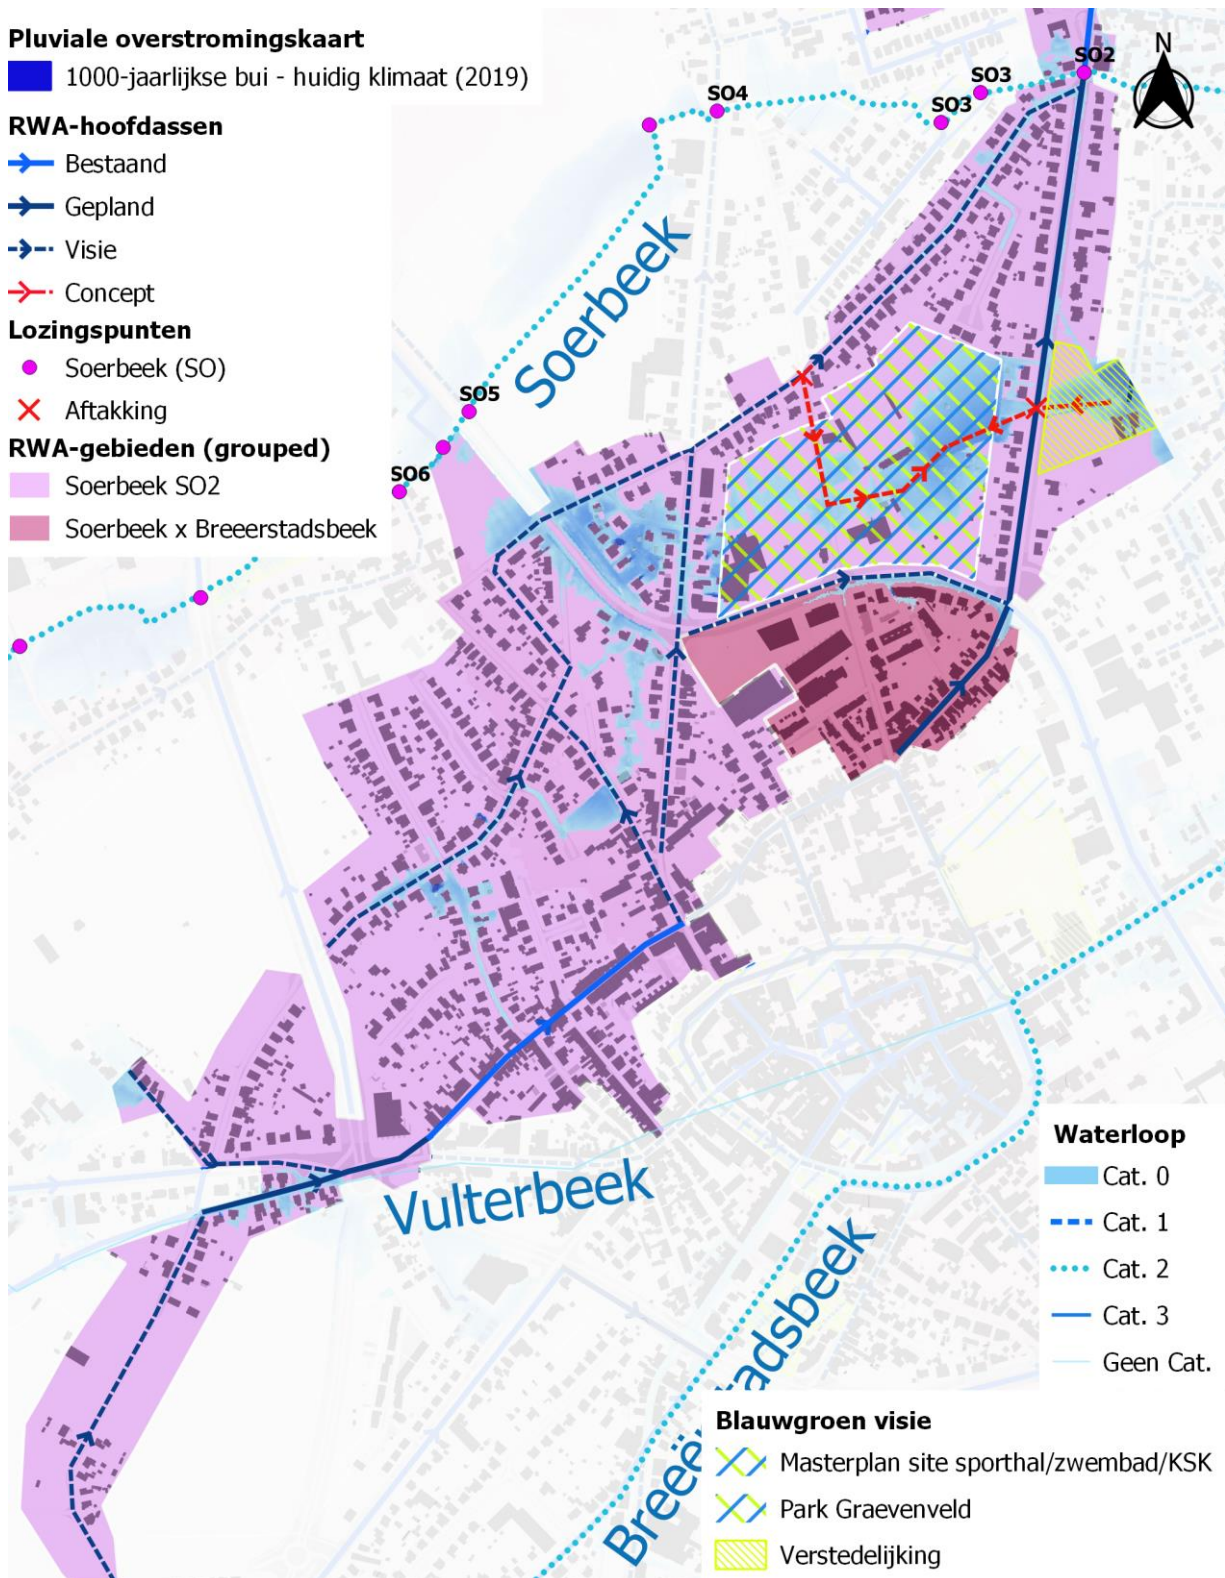 Pluviale overstromingskaart
1000-jaarlijkse bui - huidig klimaat (2019)
RWA-hoofdassen
Bestaand
Gepland
Visie
Concept
Lozingspunten
Soerbeek (SO)
Aftakking
RWA-gebieden (grouped)
Soerbeek SO2
Soerbeek x Breeerstadsbeek
N
SO2
SO3
SO3
SO4
SO5
SO6
Soerbeek
Vulterbeek
Breeërstadsbeek
Waterloop
Cat. 0
Cat. 1
Cat. 2
Cat. 3
Geen Cat.
Blauwgroen visie
Masterplan site sporthal/zwembad/KSK
Park Graevenveld
Verstedelijking